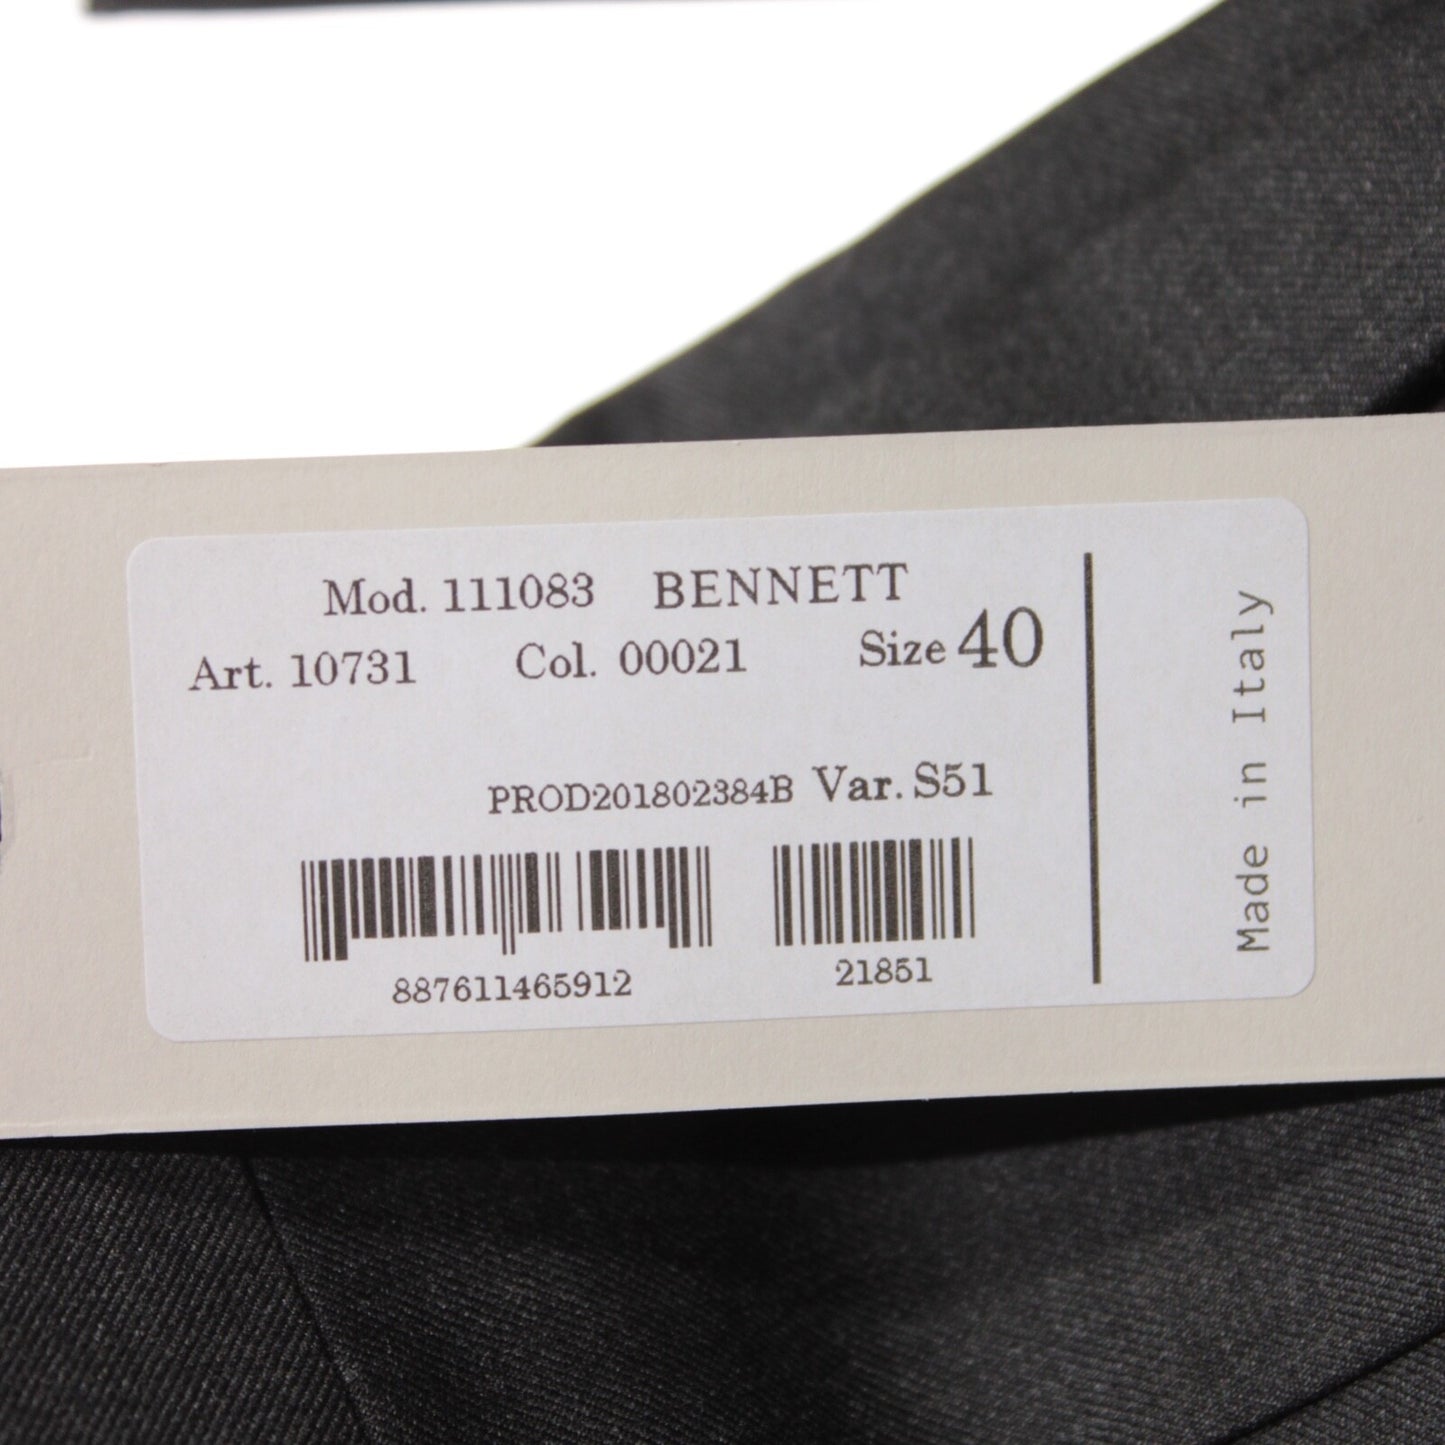 Mod. 111083 BENNETT
Art. 10731 Col. 00021 Size 40
PROD201802384B Var. S51
887611465912 21851
Made in Italy